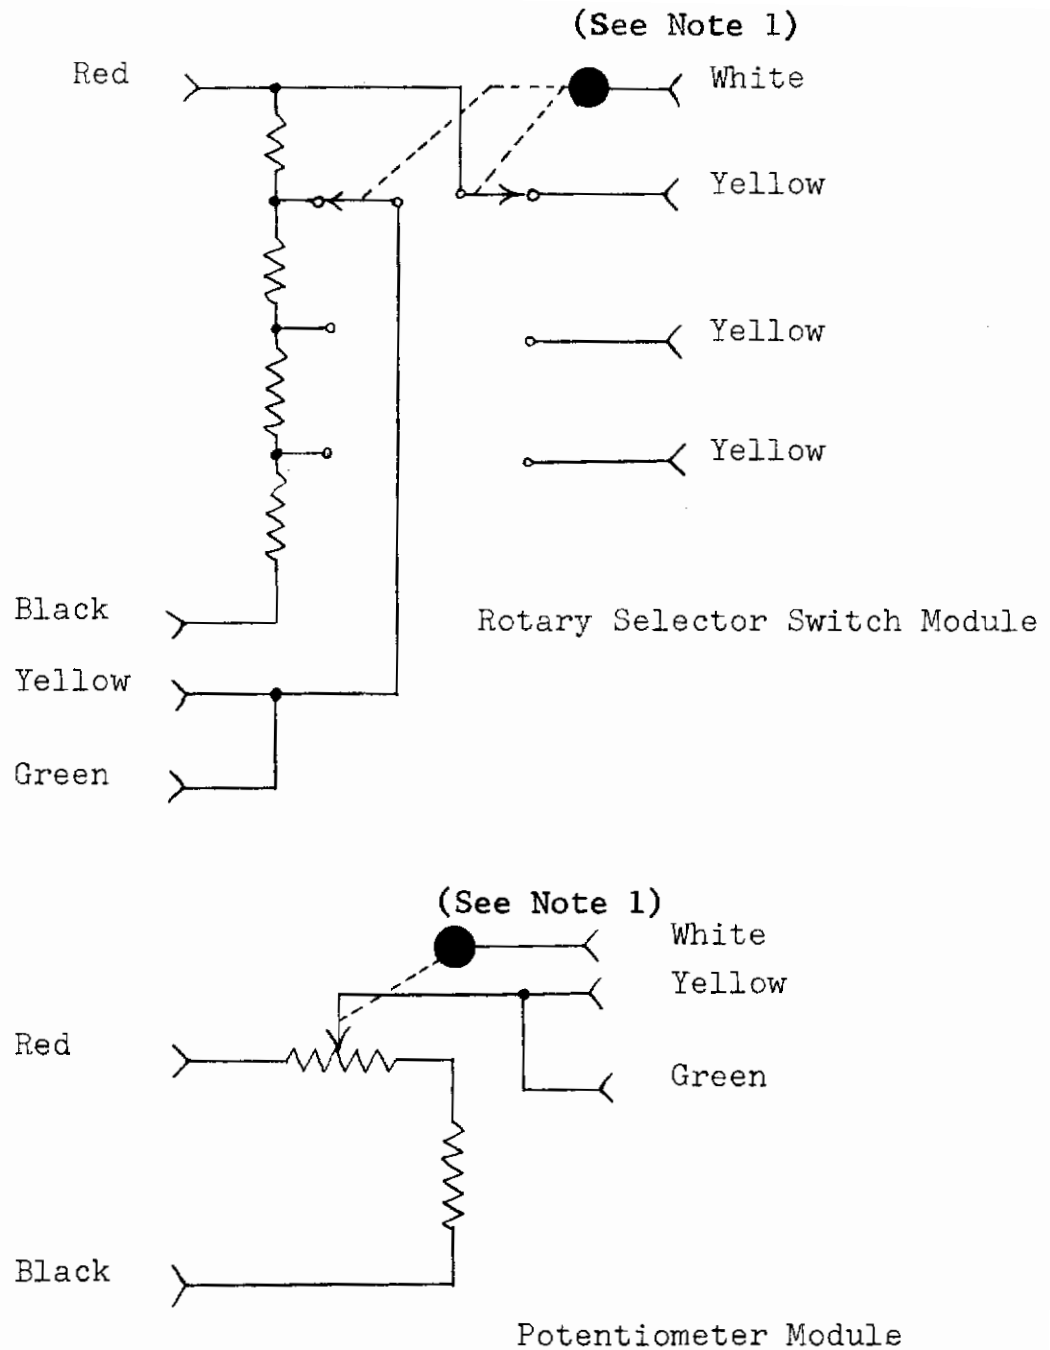 (See Note 1)
Red
White
Yellow
Yellow
Yellow
Black
Rotary Selector Switch Module
Yellow
Green
(See Note 1)
White
Yellow
Red
Green
Black
Potentiometer Module